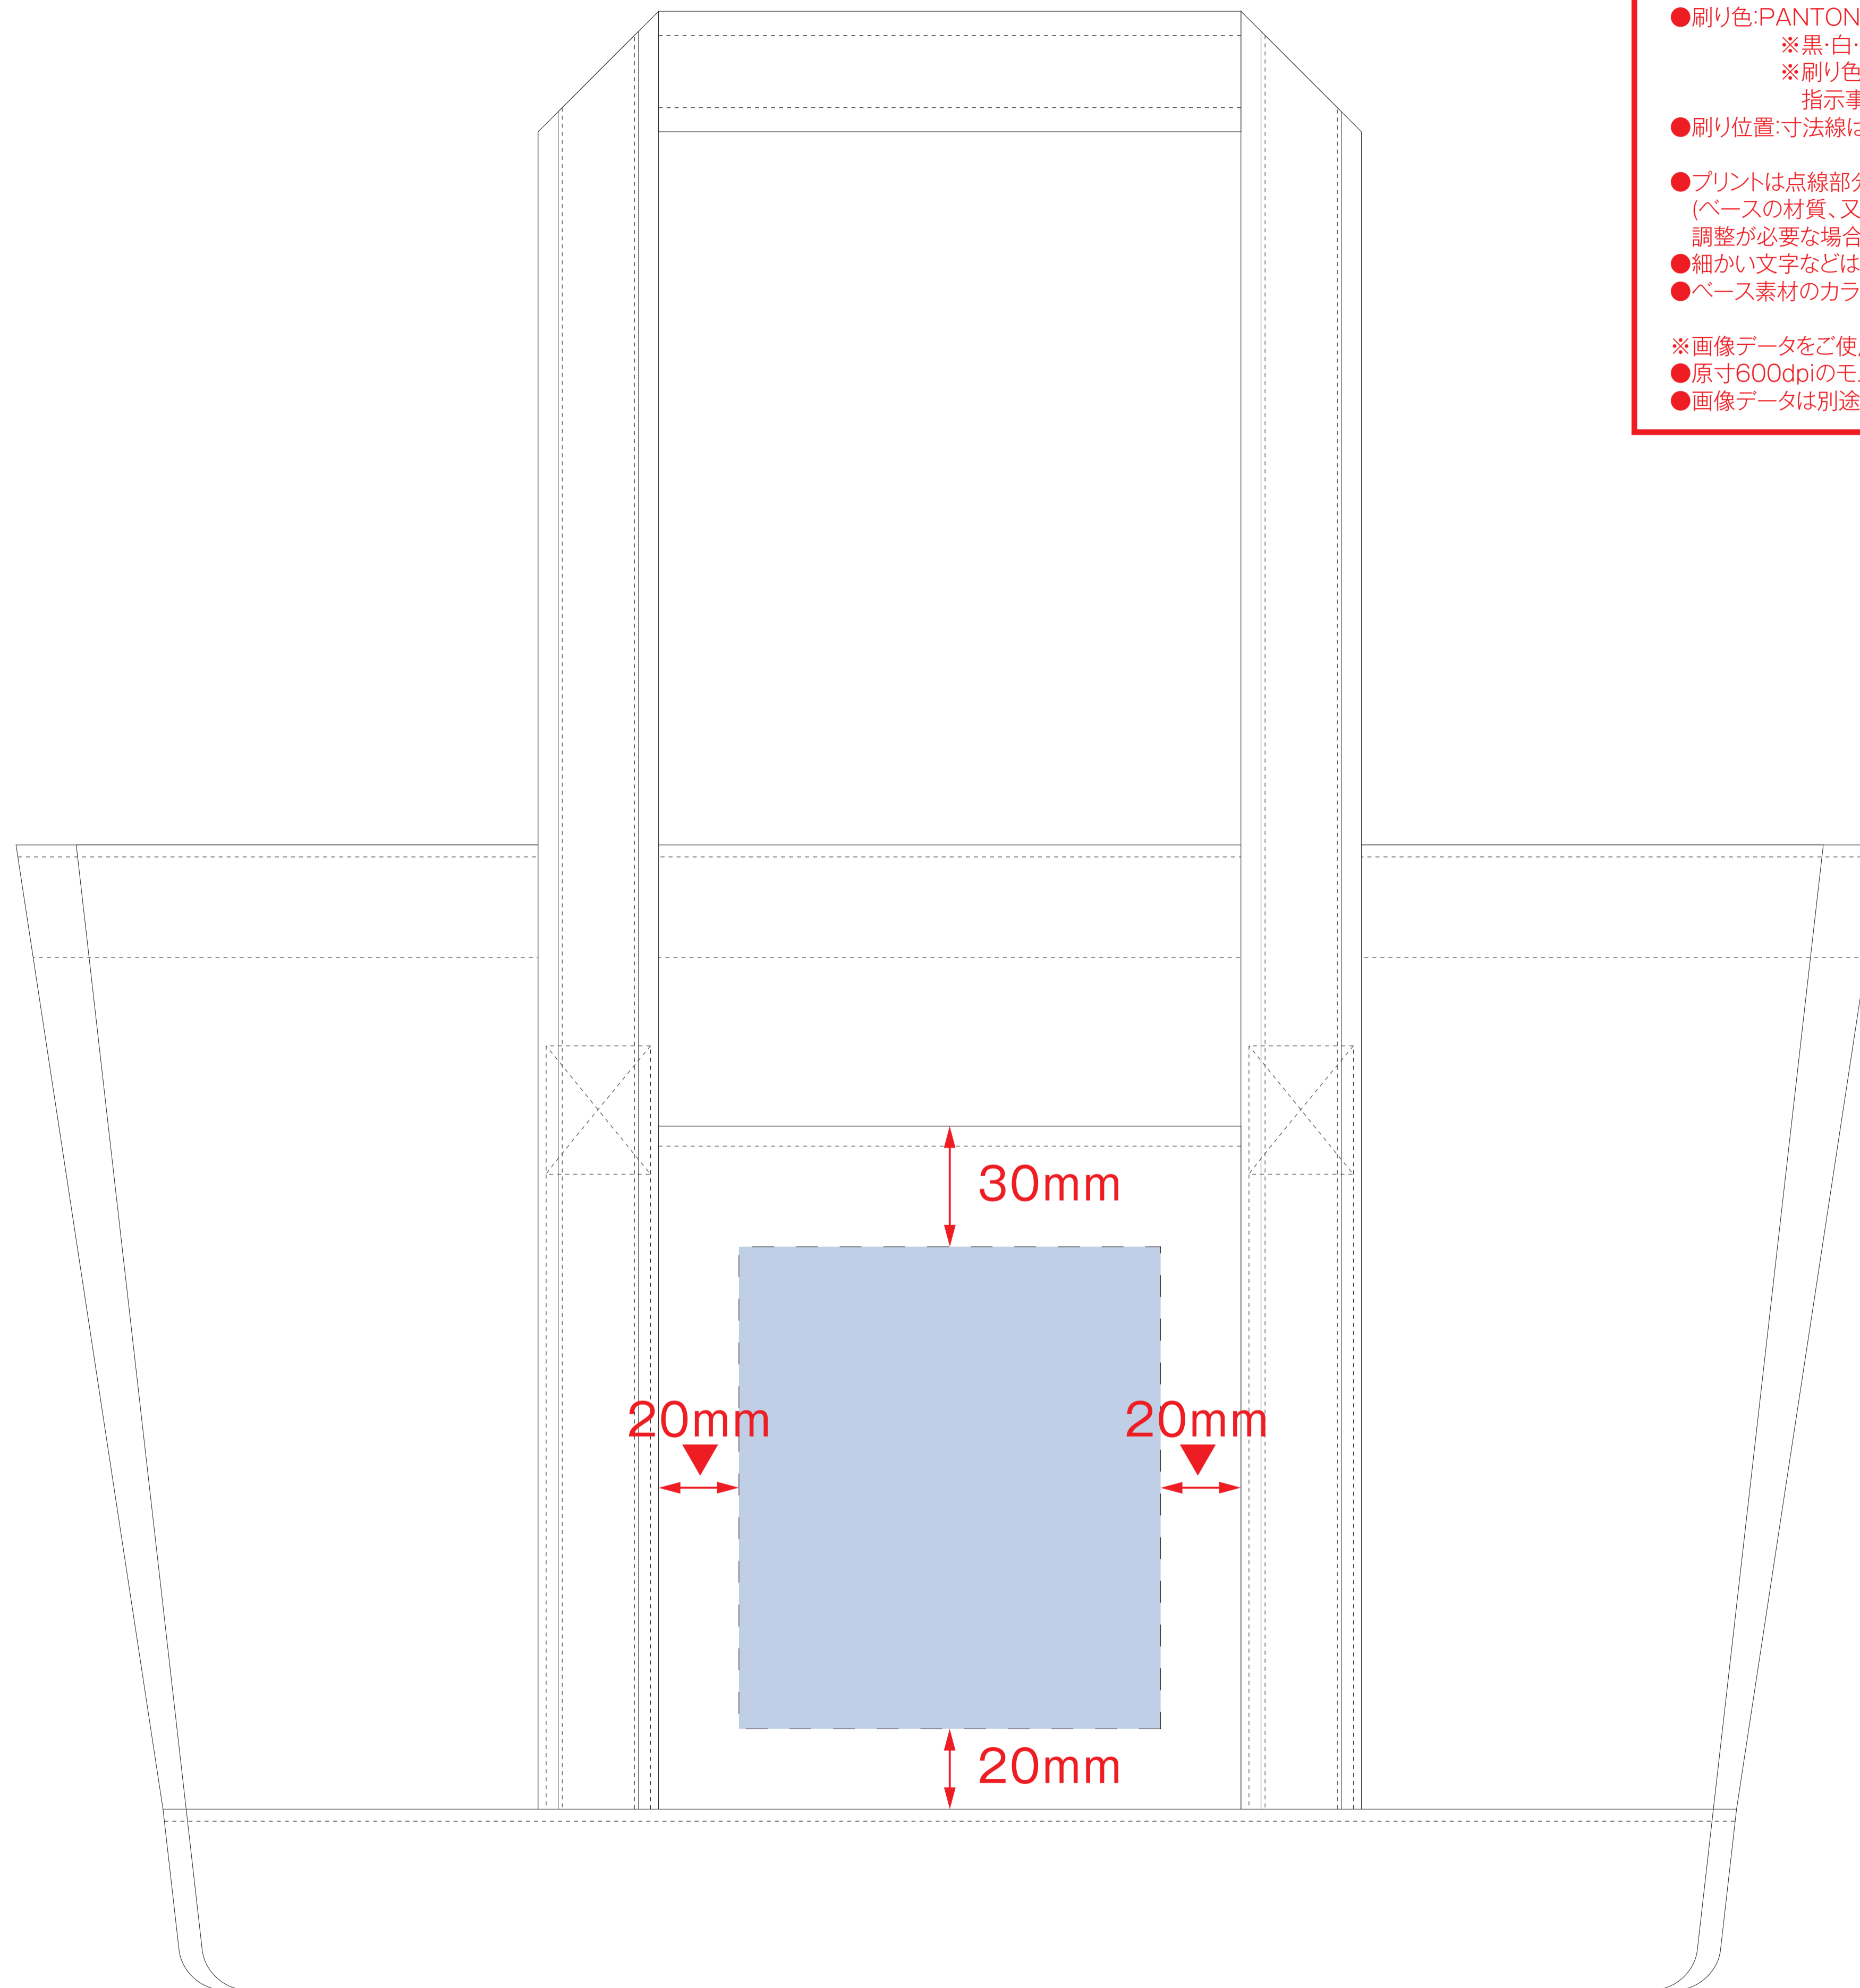 ●刷り色:PANTON
※黒・白・
※刷り色
指示事
●刷り位置:寸法線は
●プリントは点線部分
(ベースの材質、又
調整が必要な場合
●細かい文字などは
●ベース素材のカラ
※画像データをご使
●原寸600dpiのモ
●画像データは別途
30mm
20mm
20mm
20mm